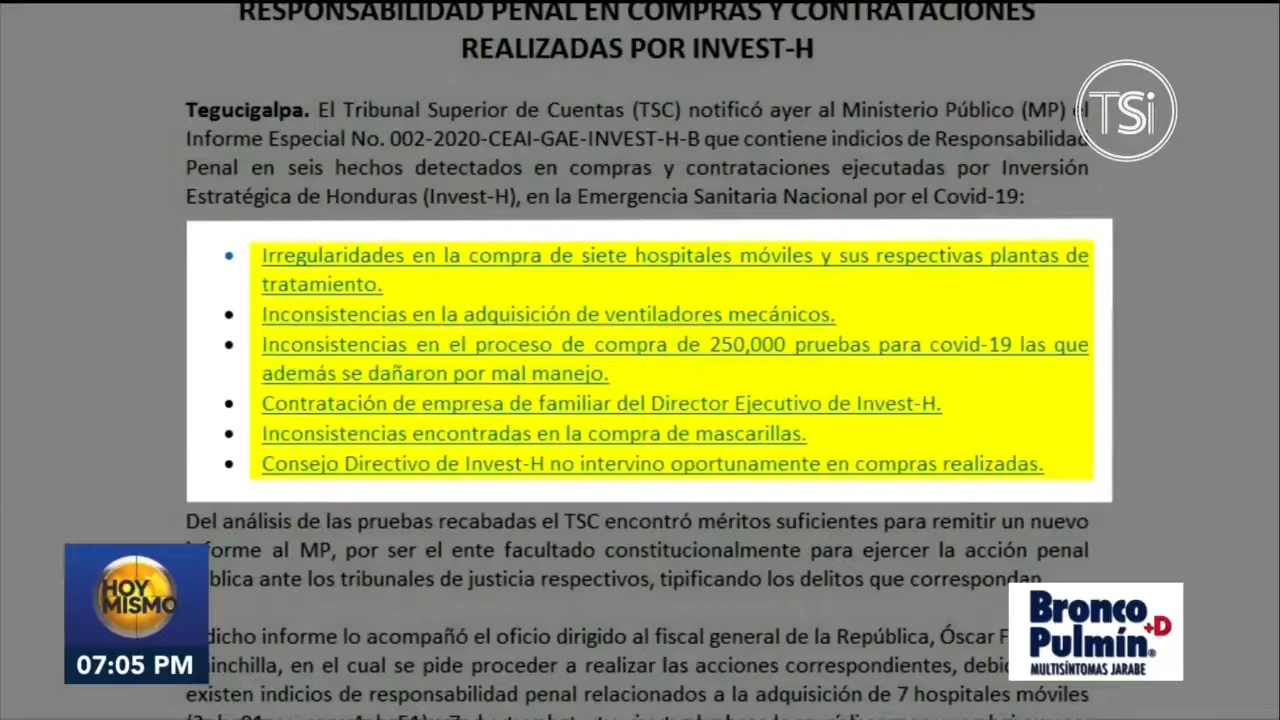 RESPONSABILIDAD PENAL EN COMPRAS Y CONTRATACIONES
REALIZADAS POR INVEST-H
TSi
Tegucigalpa. El Tribunal Superior de Cuentas (TSC) notificó ayer al Ministerio Público (MP) el
Informe Especial No. 002-2020-CEAI-GAE-INVEST-H-B que contiene indicios de Responsabilidad
Penal en seis hechos detectados en compras y contrataciones ejecutadas por Inversión
Estratégica de Honduras (Invest-H), en la Emergencia Sanitaria Nacional por el Covid-19:
• Irregularidades en la compra de siete hospitales móviles y sus respectivas plantas de
tratamiento.
• Inconsistencias en la adquisición de ventiladores mecánicos.
• Inconsistencias en el proceso de compra de 250,000 pruebas para covid-19 las que
además se dañaron por mal manejo.
• Contratación de empresa de familiar del Director Ejecutivo de Invest-H.
• Inconsistencias encontradas en la compra de mascarillas.
• Consejo Directivo de Invest-H no intervino oportunamente en compras realizadas.
Del análisis de las pruebas recabadas el TSC encontró méritos suficientes para remitir un nuevo
informe al MP, por ser el ente facultado constitucionalmente para ejercer la acción penal
pública ante los tribunales de justicia respectivos, tipificando los delitos que correspondan.
dicho informe lo acompañó el oficio dirigido al fiscal general de la República, Óscar
en el cual se pide proceder a realizar las acciones correspondientes,
existen indicios de responsabilidad penal relacionados a la adquisición de 7 hospitales móviles
HOY
MISMO
07:05 PM
Bronco
Pulmín® +D
MULTISÍNTOMAS JARABE